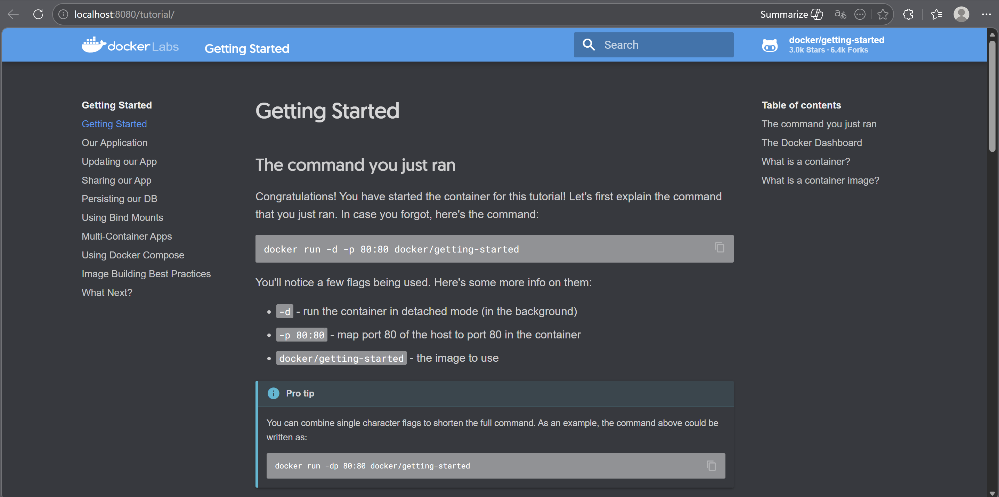 localhost:8080/tutorial/
Summarize
docker Labs
Getting Started
Search
docker/getting-started
3.0k Stars · 6.4k Forks
Getting Started
Getting Started
Our Application
Updating our App
Sharing our App
Persisting our DB
Using Bind Mounts
Multi-Container Apps
Using Docker Compose
Image Building Best Practices
What Next?
Getting Started
The command you just ran
Congratulations! You have started the container for this tutorial! Let's first explain the command
that you just ran. In case you forgot, here's the command:
docker run -d -p 80:80 docker/getting-started
You'll notice a few flags being used. Here's some more info on them:
• -d - run the container in detached mode (in the background)
• -p 80:80 - map port 80 of the host to port 80 in the container
• docker/getting-started - the image to use
Pro tip
You can combine single character flags to shorten the full command. As an example, the command above could be
written as:
docker run -dp 80:80 docker/getting-started
Table of contents
The command you just ran
The Docker Dashboard
What is a container?
What is a container image?